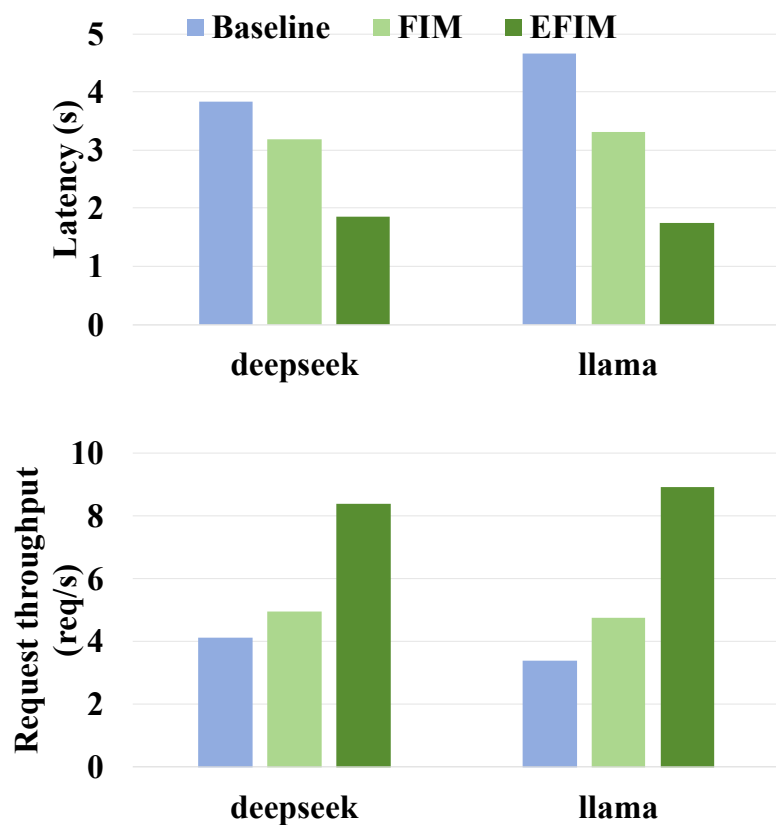 Baseline FIM EFIM
Latency (s)
5
4
3
2
1
0
deepseek llama
Request throughput
(req/s)
10
8
6
4
2
0
deepseek llama